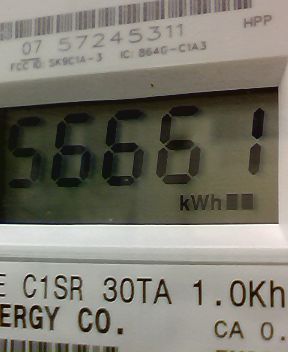 07 57245311
HPP
FCC ID: SK9C1A-3 IC: 864G-C1A3
56661
kWh
E C1SR 30TA 1.0Kh
ERGY CO.
CA 0.